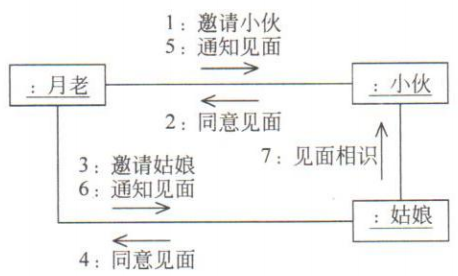 1：邀请小伙
5：通知见面
：月老
：小伙
2：同意见面
3：邀请姑娘
6：通知见面
7：见面相识
：姑娘
4：同意见面